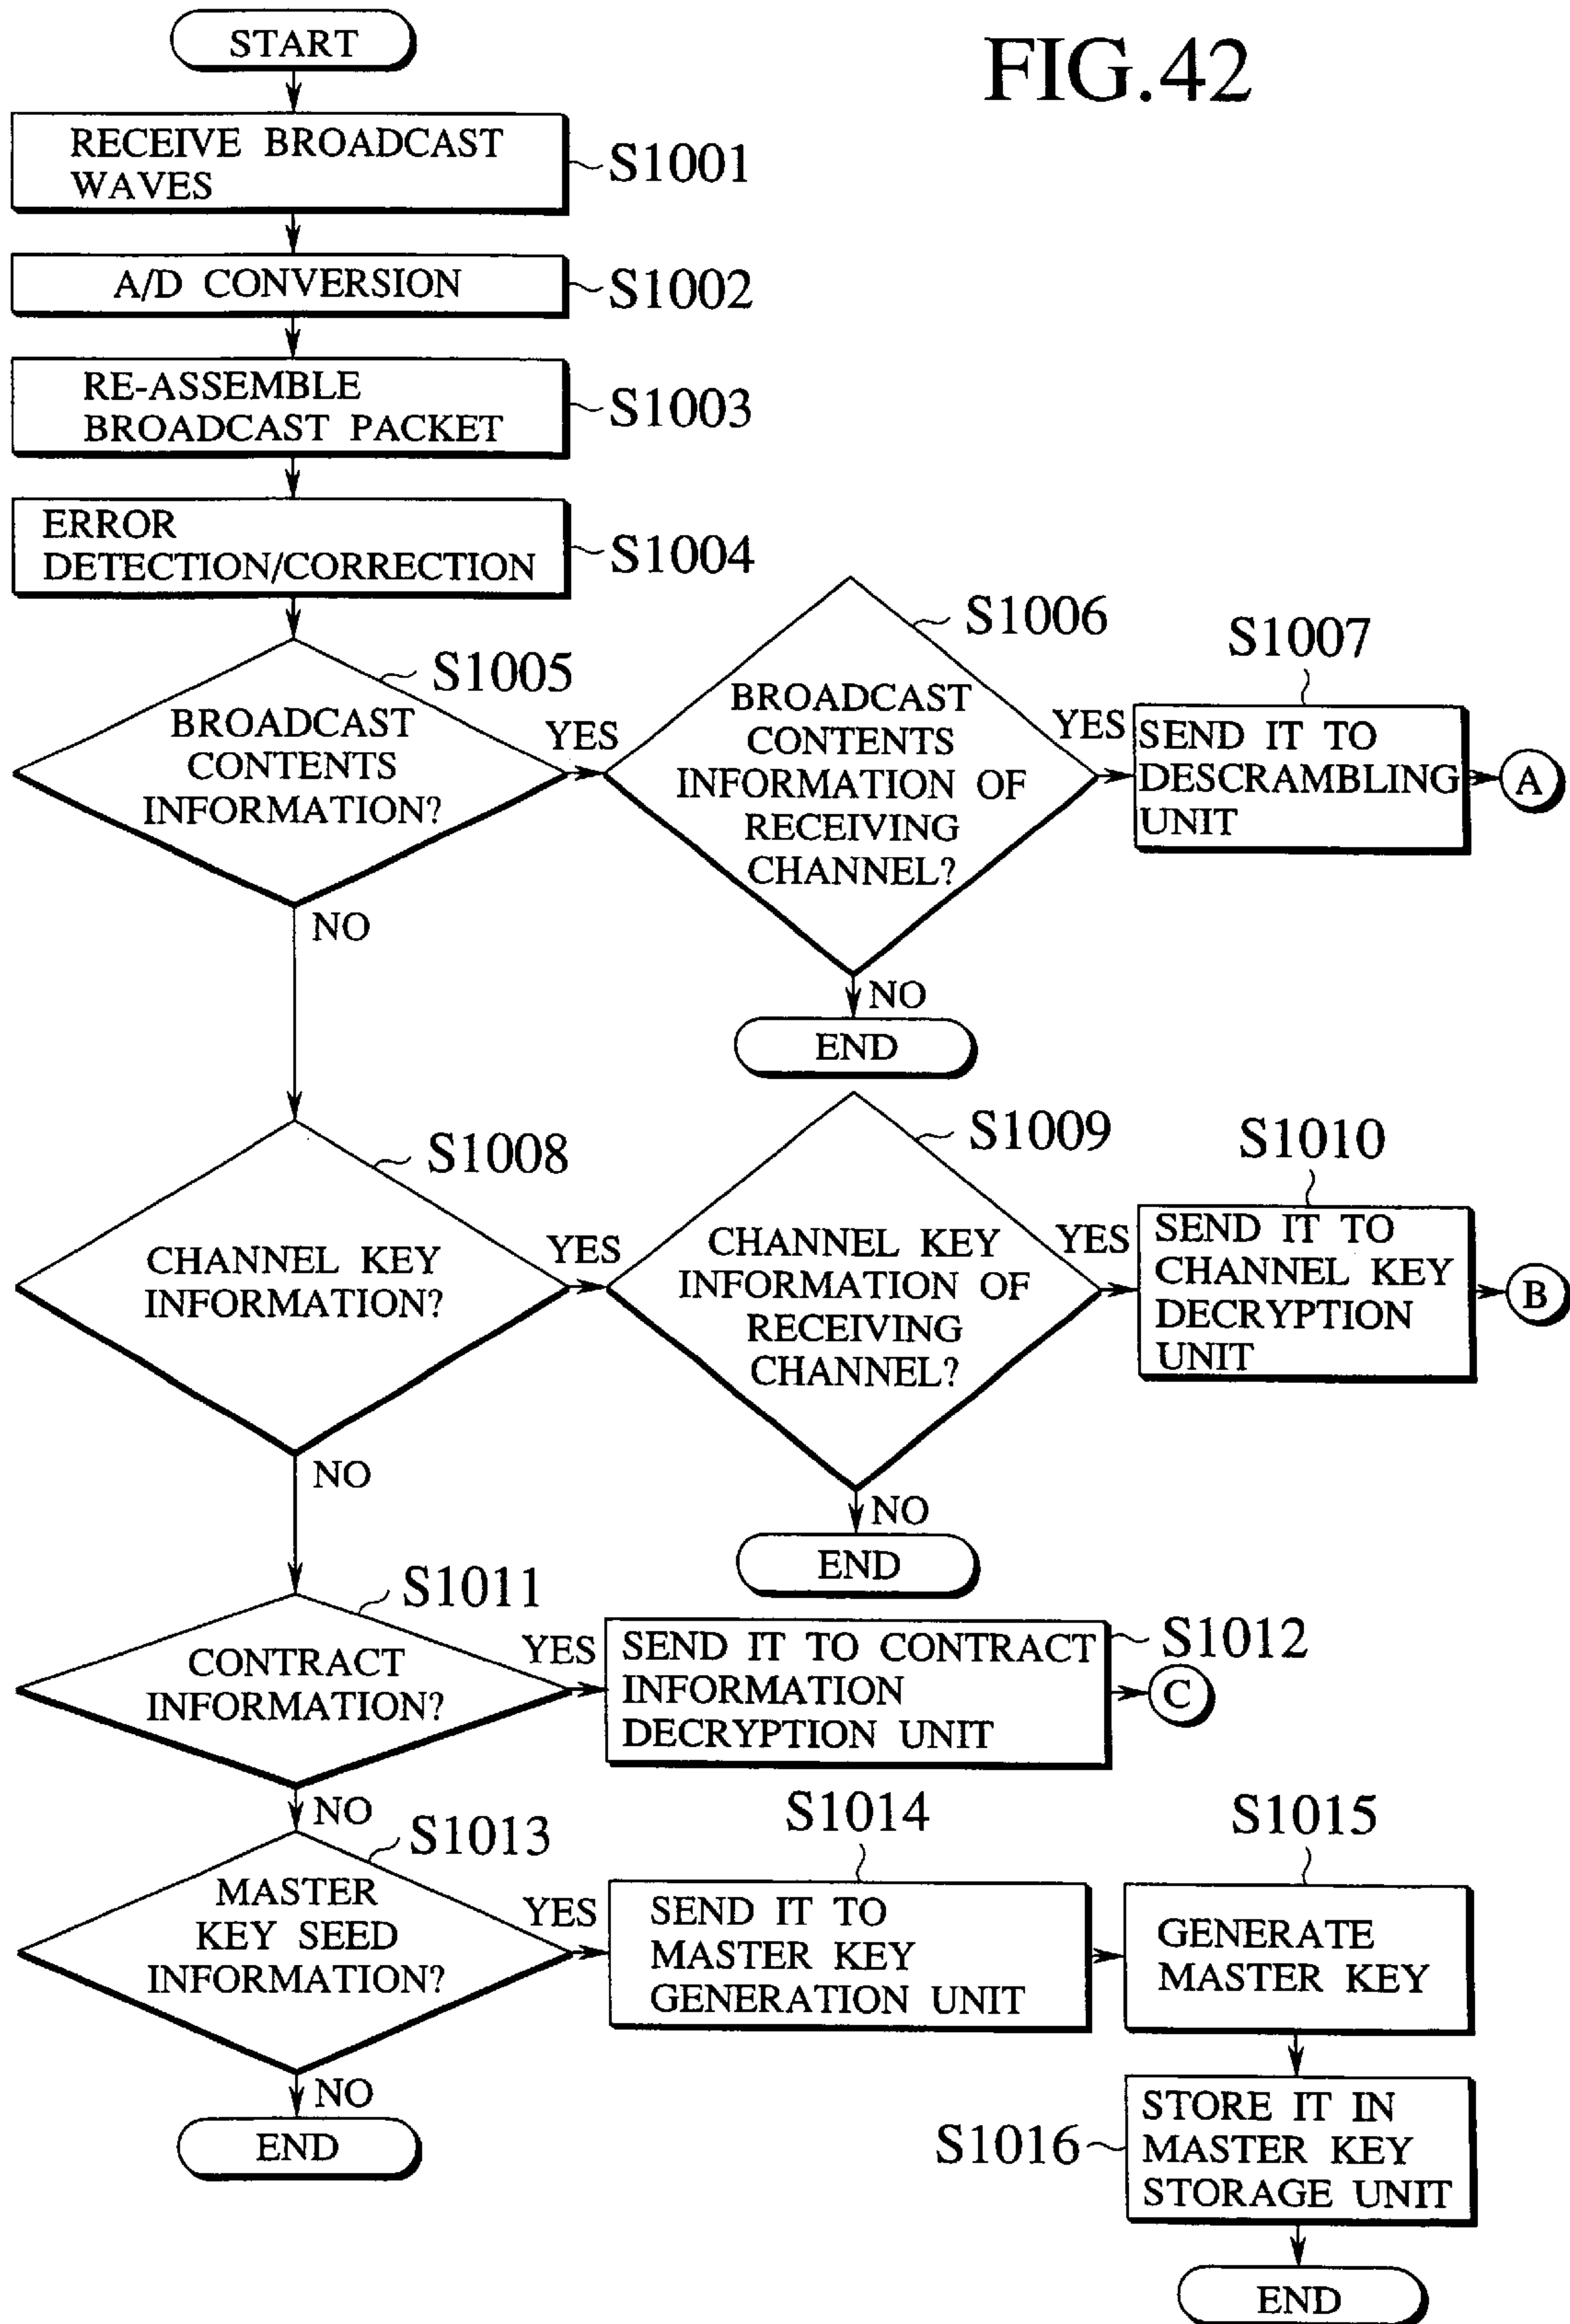 FIG.42
START
RECEIVE BROADCAST
WAVES
S1001
A/D CONVERSION
S1002
RE-ASSEMBLE
BROADCAST PACKET
S1003
ERROR
DETECTION/CORRECTION
S1004
S1005
BROADCAST
CONTENTS
INFORMATION?
YES
NO
S1006
BROADCAST
CONTENTS
INFORMATION OF
RECEIVING
CHANNEL?
YES
NO
END
S1007
SEND IT TO
DESCRAMBLING
UNIT
A
S1008
CHANNEL KEY
INFORMATION?
YES
NO
S1009
CHANNEL KEY
INFORMATION OF
RECEIVING
CHANNEL?
YES
NO
END
S1010
SEND IT TO
CHANNEL KEY
DECRYPTION
UNIT
B
S1011
CONTRACT
INFORMATION?
YES
NO
SEND IT TO CONTRACT
INFORMATION
DECRYPTION UNIT
S1012
C
S1013
MASTER
KEY SEED
INFORMATION?
YES
NO
END
S1014
SEND IT TO
MASTER KEY
GENERATION UNIT
S1015
GENERATE
MASTER KEY
S1016
STORE IT IN
MASTER KEY
STORAGE UNIT
END